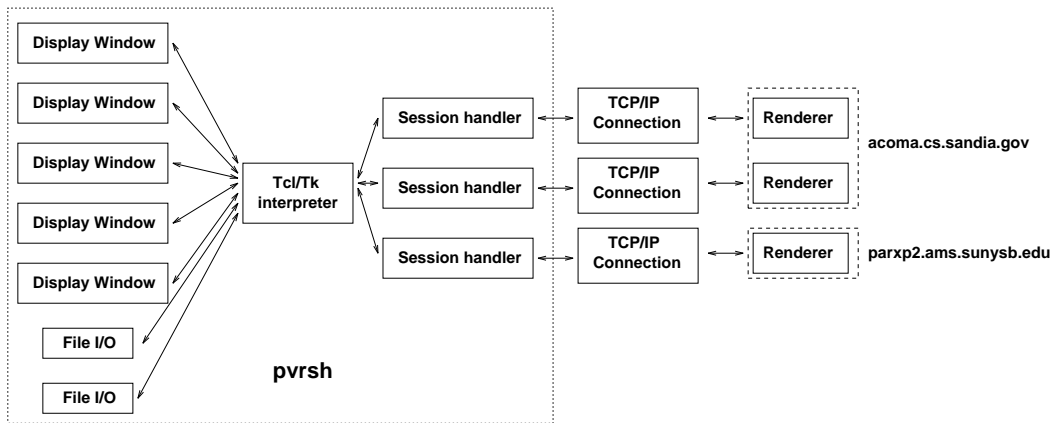 Display Window
Display Window
Display Window
Display Window
Display Window
File I/O
File I/O
Tcl/Tk
interpreter
pvrsh
Session handler
Session handler
Session handler
TCP/IP
Connection
TCP/IP
Connection
TCP/IP
Connection
Renderer
Renderer
Renderer
acoma.cs.sandia.gov
parxp2.ams.sunysb.edu